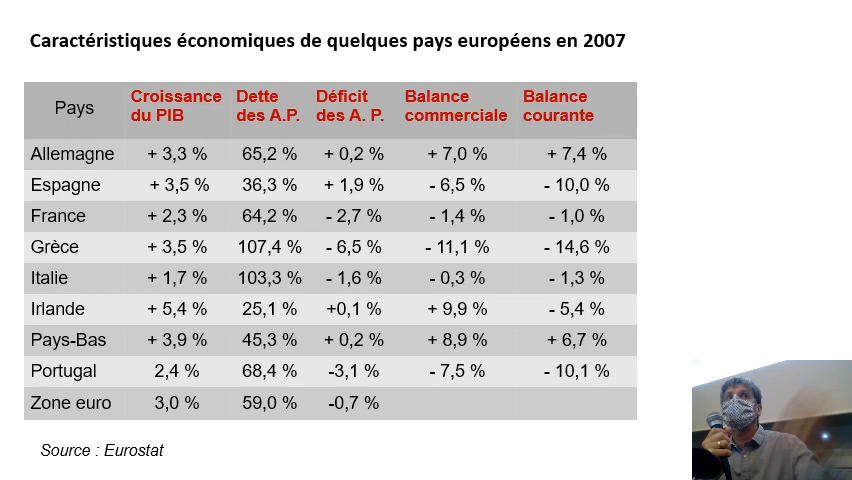 Caractéristiques économiques de quelques pays européens en 2007
Pays Croissance du PIB Dette des A.P. Déficit des A. P. Balance commerciale Balance courante
Allemagne + 3,3 % 65,2 % + 0,2 % + 7,0 % + 7,4 %
Espagne + 3,5 % 36,3 % + 1,9 % - 6,5 % - 10,0 %
France + 2,3 % 64,2 % - 2,7 % - 1,4 % - 1,0 %
Grèce + 3,5 % 107,4 % - 6,5 % - 11,1 % - 14,6 %
Italie + 1,7 % 103,3 % - 1,6 % - 0,3 % - 1,3 %
Irlande + 5,4 % 25,1 % +0,1 % + 9,9 % - 5,4 %
Pays-Bas + 3,9 % 45,3 % + 0,2 % + 8,9 % + 6,7 %
Portugal 2,4 % 68,4 % -3,1 % - 7,5 % - 10,1 %
Zone euro 3,0 % 59,0 % -0,7 %
Source : Eurostat